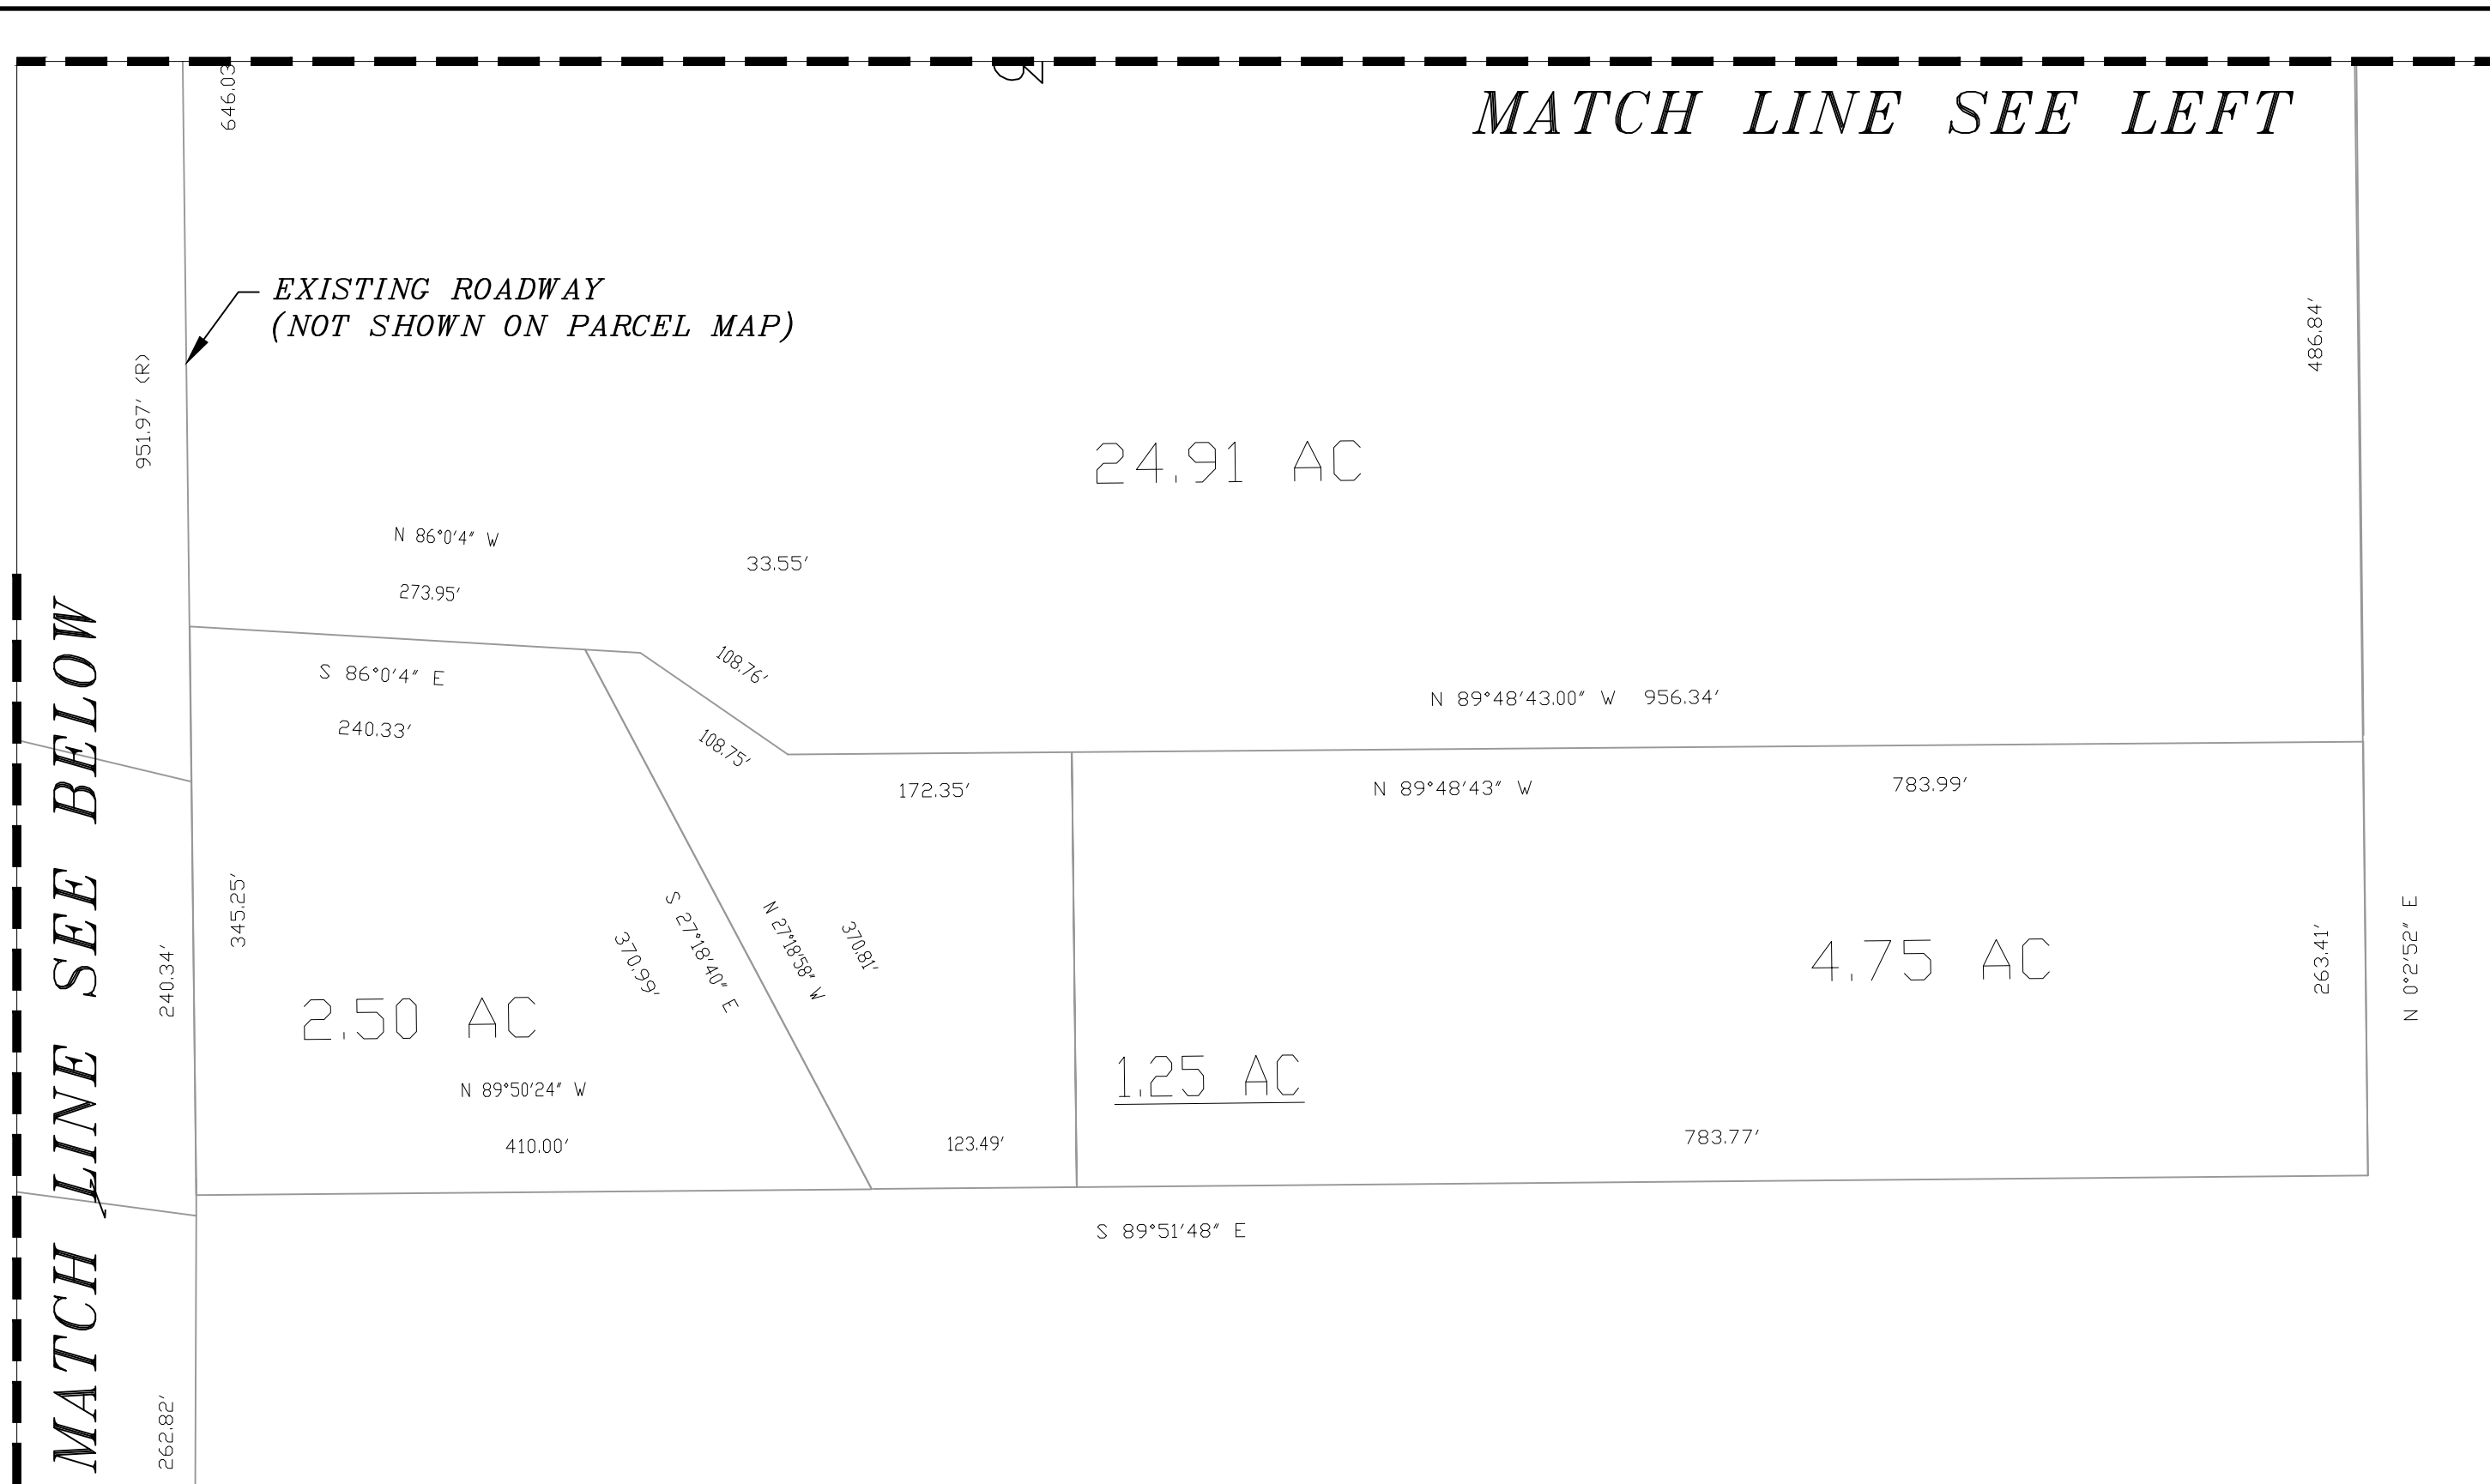 646.03
MATCH LINE SEE LEFT
EXISTING ROADWAY
(NOT SHOWN ON PARCEL MAP)
951.97' (R)
486.84'
24.91 AC
N 86°0'4" W
33.55'
273.95'
108.76'
S 86°0'4" E
240.33'
N 89°48'43.00" W 956.34'
108.75'
172.35'
N 89°48'43" W
783.99'
MATCH LINE SEE BELOW
345.25'
240.34'
370.99'
S 27°18'40" E
N 27°18'58" W
370.81'
4.75 AC
263.41'
N 0°2'52" E
2.50 AC
1.25 AC
N 89°50'24" W
410.00'
123.49'
783.77'
S 89°51'48" E
262.82'